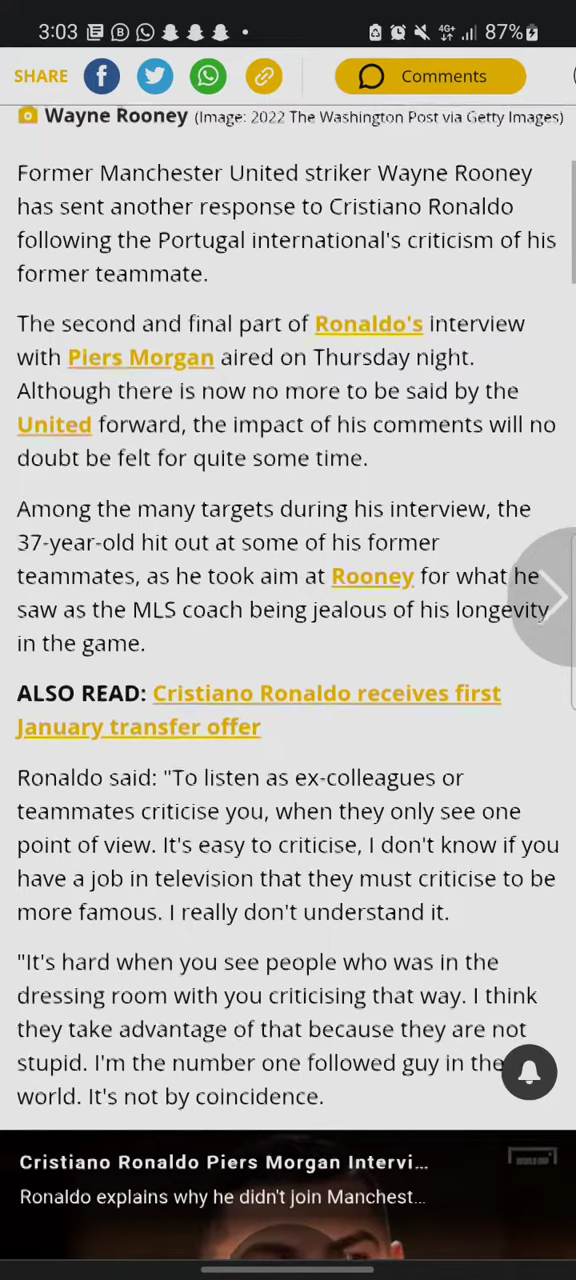 3:03
4G+
87%
SHARE
Comments
Wayne Rooney (Image: 2022 The Washington Post via Getty Images)
Former Manchester United striker Wayne Rooney
has sent another response to Cristiano Ronaldo
following the Portugal international's criticism of his
former teammate.
The second and final part of Ronaldo's interview
with Piers Morgan aired on Thursday night.
Although there is now no more to be said by the
United forward, the impact of his comments will no
doubt be felt for quite some time.
Among the many targets during his interview, the
37-year-old hit out at some of his former
teammates, as he took aim at Rooney for what he
saw as the MLS coach being jealous of his longevity
in the game.
ALSO READ: Cristiano Ronaldo receives first
January transfer offer
Ronaldo said: "To listen as ex-colleagues or
teammates criticise you, when they only see one
point of view. It's easy to criticise, I don't know if you
have a job in television that they must criticise to be
more famous. I really don't understand it.
"It's hard when you see people who was in the
dressing room with you criticising that way. I think
they take advantage of that because they are not
stupid. I'm the number one followed guy in the
world. It's not by coincidence.
Cristiano Ronaldo Piers Morgan Intervi...
Ronaldo explains why he didn't join Manchest...